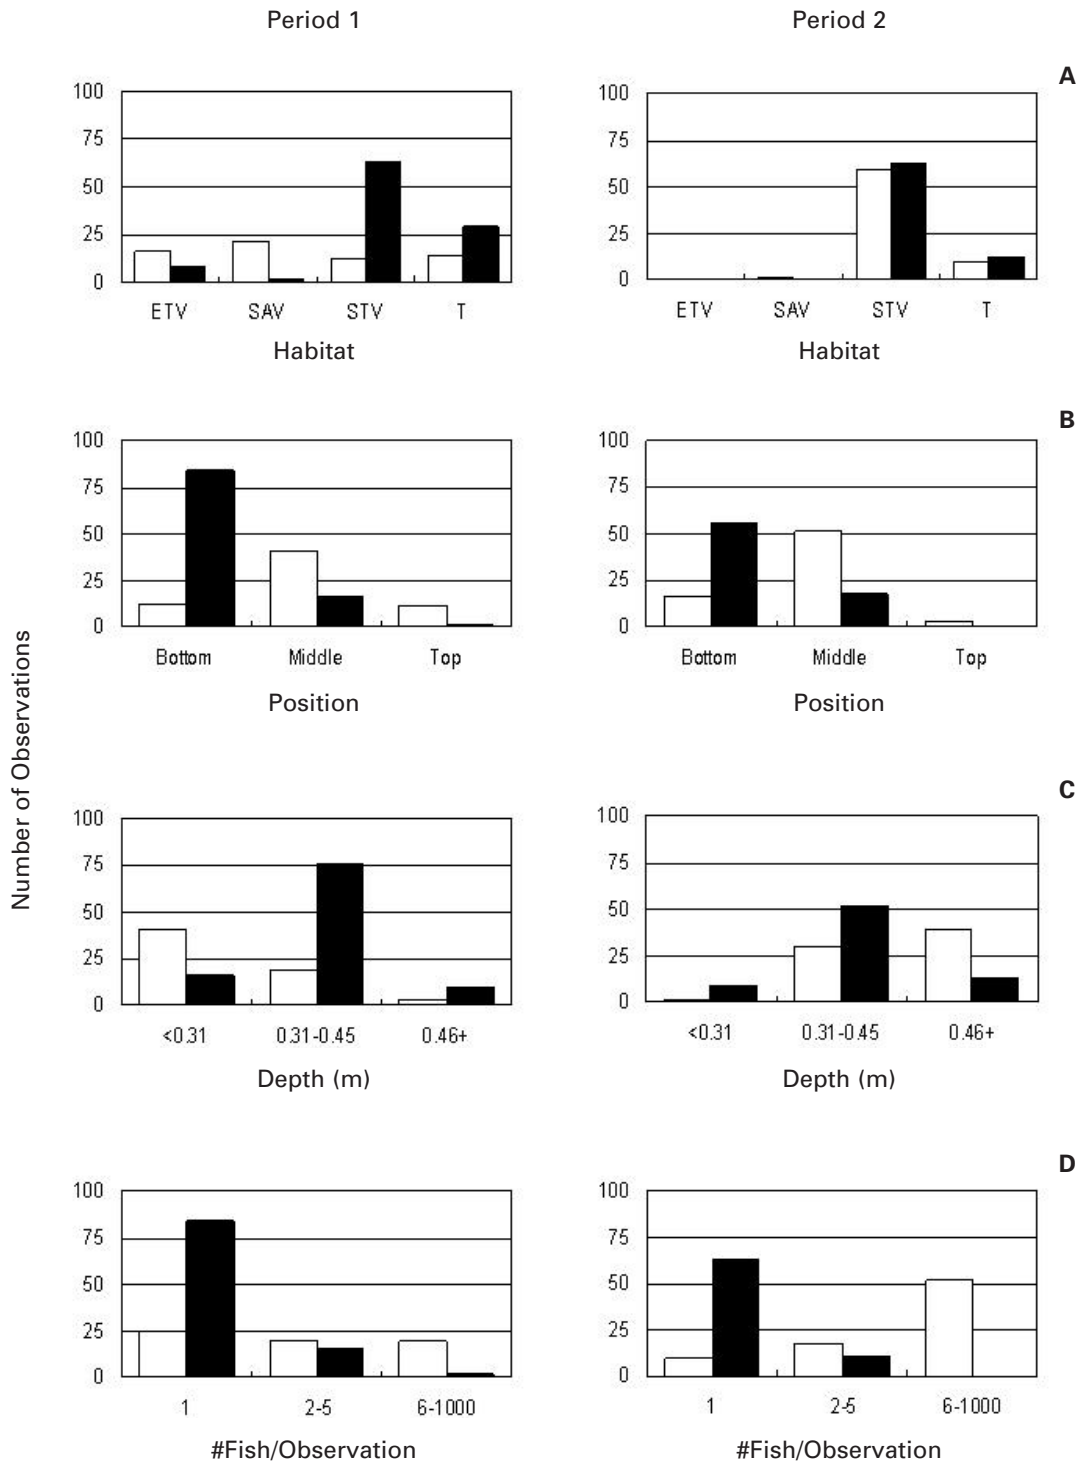 Period 1
Period 2
A
100
75
50
25
0
ETV SAV STV T
Habitat
100
75
50
25
0
ETV SAV STV T
Habitat
B
100
75
50
25
0
Bottom Middle Top
Position
100
75
50
25
0
Bottom Middle Top
Position
Number of Observations
C
100
75
50
25
0
<0.31 0.31-0.45 0.46+
Depth (m)
100
75
50
25
0
<0.31 0.31-0.45 0.46+
Depth (m)
D
100
75
50
25
0
1 2-5 6-1000
#Fish/Observation
100
75
50
25
0
1 2-5 6-1000
#Fish/Observation